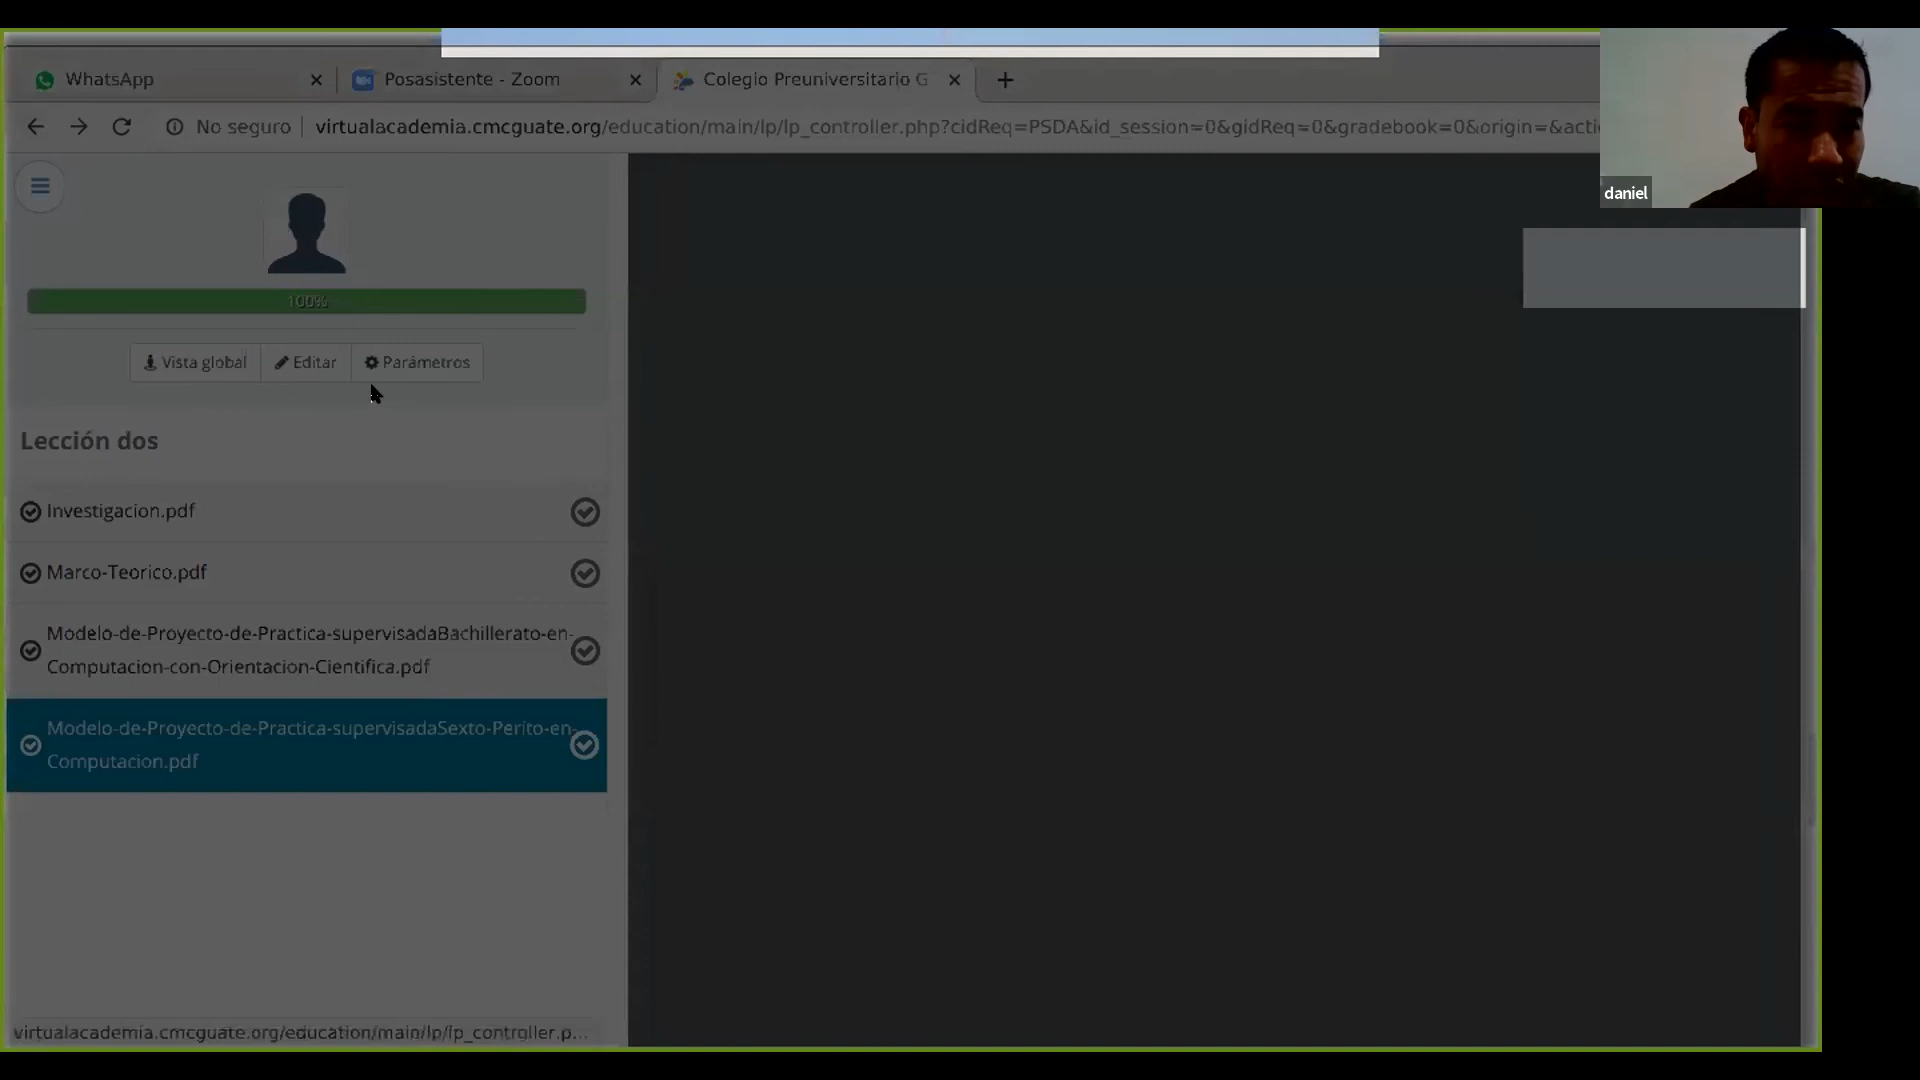 WhatsApp
Posasistente - Zoom
Colegio Preuniversitario G
No seguro
virtualacademia.cmcguate.org/education/main/lp/lp_controller.php?cidReq=PSDA&id_session=0&gidReq=0&gradebook=0&origin=&acti
daniel
100%
Vista global
Editar
Parámetros
Lección dos
Investigacion.pdf
Marco-Teorico.pdf
Modelo-de-Proyecto-de-Practica-supervisadaBachillerato-en-
Computacion-con-Orientacion-Cientifica.pdf
Modelo-de-Proyecto-de-Practica-supervisadaSexto-Perito-en-
Computacion.pdf
virtualacademia.cmcguate.org/education/main/lp/lp_controller.p...